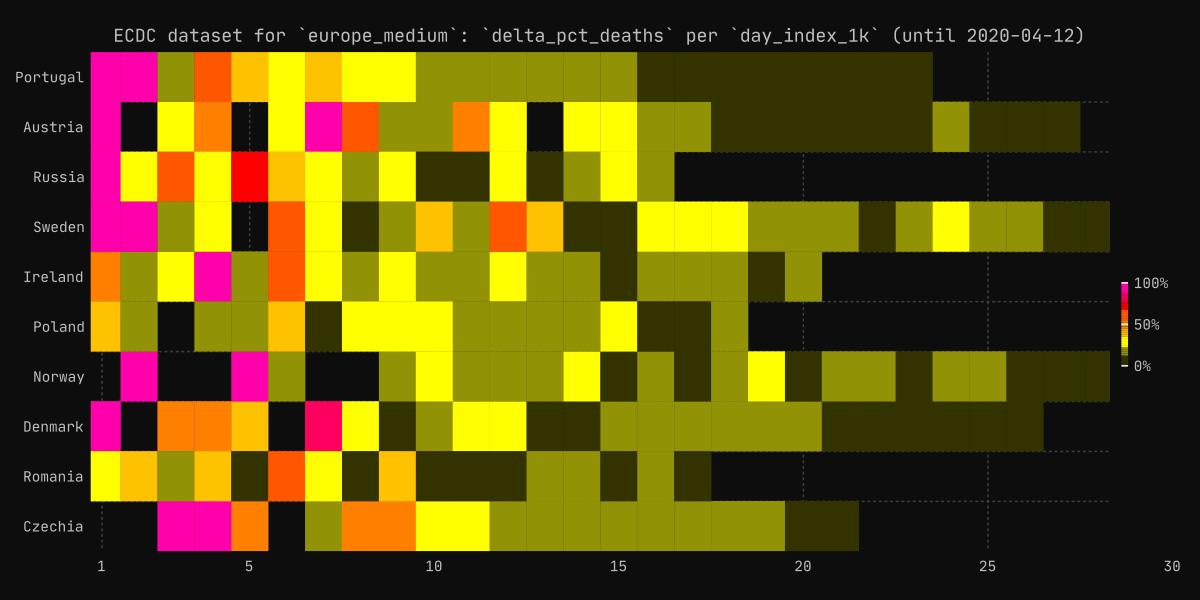 ECDC dataset for `europe_medium`: `delta_pct_deaths` per `day_index_1k` (until 2020-04-12)
Portugal
Austria
Russia
Sweden
Ireland
Poland
Norway
Denmark
Romania
Czechia
100%
50%
0%
1 5 10 15 20 25 30